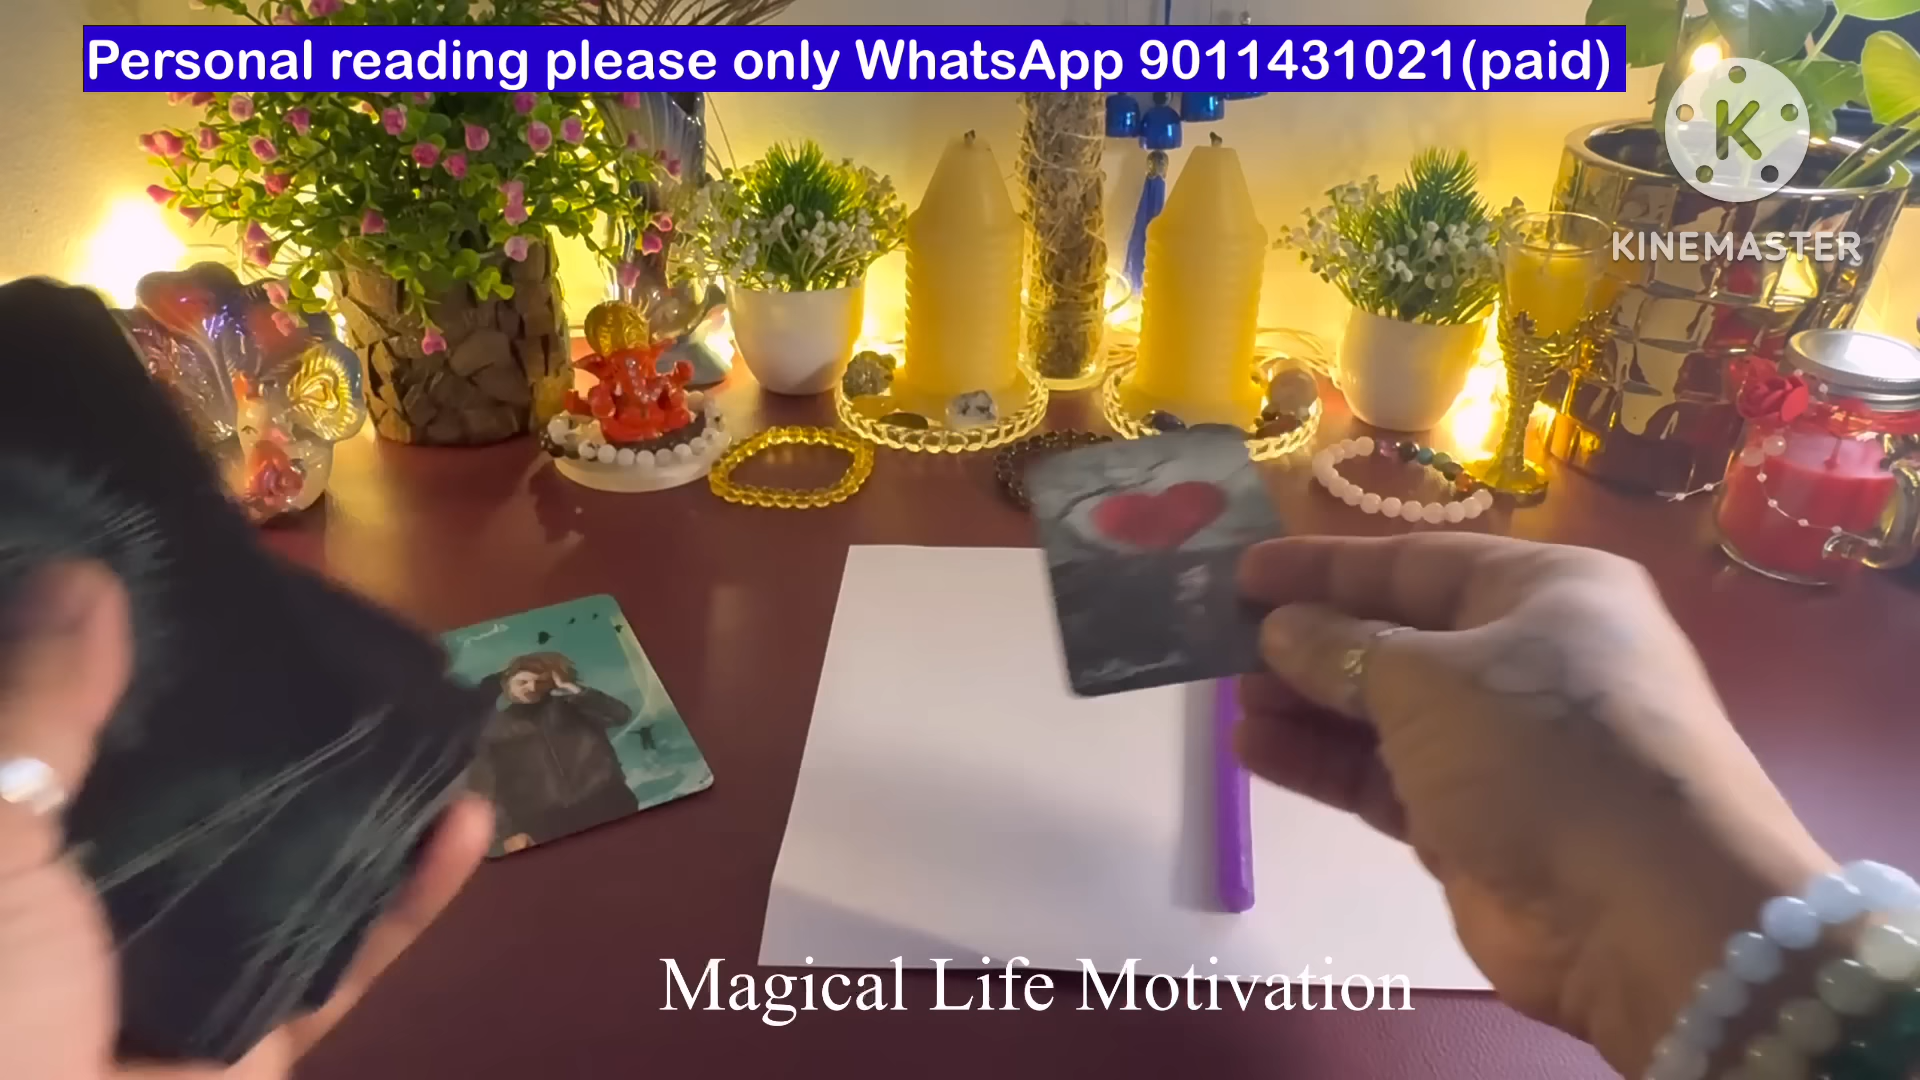 Personal reading please only WhatsApp 9011431021(paid)
K
KINEMASTER
Magical Life Motivation